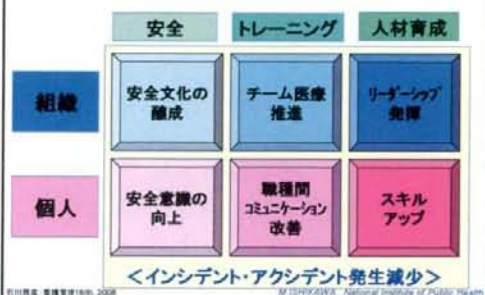 安全 トレーニング 人材育成
組織
安全文化の
醸成
チーム医療
推進
リーダーシップ
発揮
個人
安全意識の
向上
職種間
コミュニケーション
改善
スキル
アップ
<インシデント・アクシデント発生減少>
2008
M ISHIKAWA, National Institute of Public Health